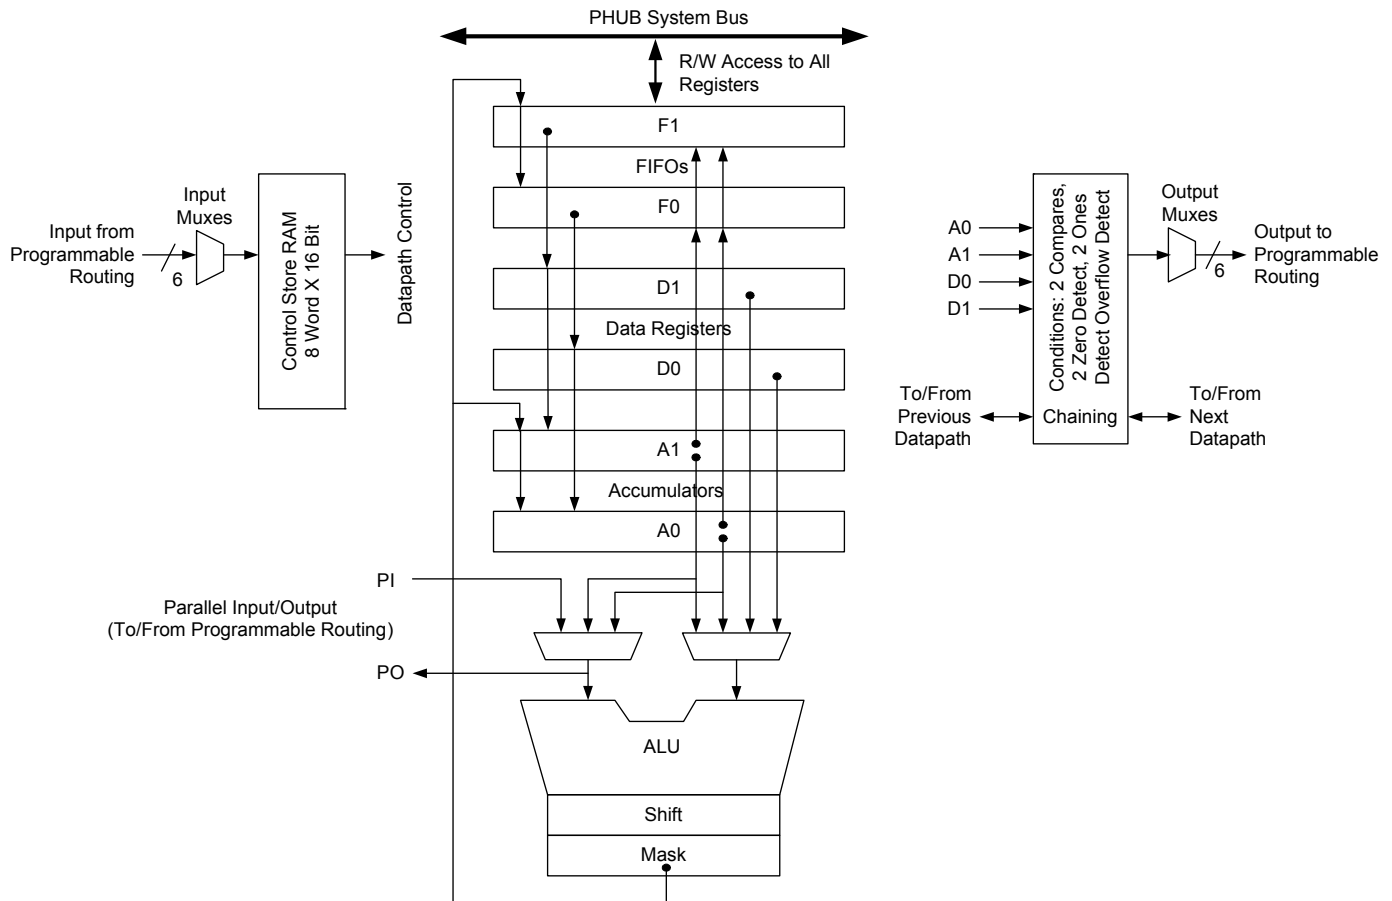 PHUB System Bus
R/W Access to All
Registers
F1
FIFOs
F0
D1
Data Registers
D0
A1
Accumulators
A0
Input from
Programmable
Routing
6
Input
Muxes
Control Store RAM
8 Word X 16 Bit
Datapath Control
PI
Parallel Input/Output
(To/From Programmable Routing)
PO
ALU
Shift
Mask
A0
A1
D0
D1
Conditions: 2 Compares,
2 Zero Detect, 2 Ones
Detect Overflow Detect
Chaining
To/From
Previous
Datapath
To/From
Next
Datapath
Output
Muxes
6
Output to
Programmable
Routing